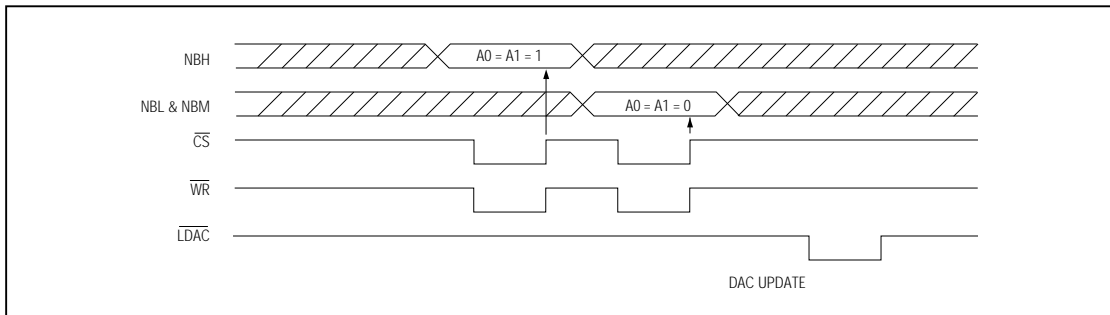 NBH
A0 = A1 = 1
NBL & NBM
A0 = A1 = 0
CS
WR
LDAC
DAC UPDATE